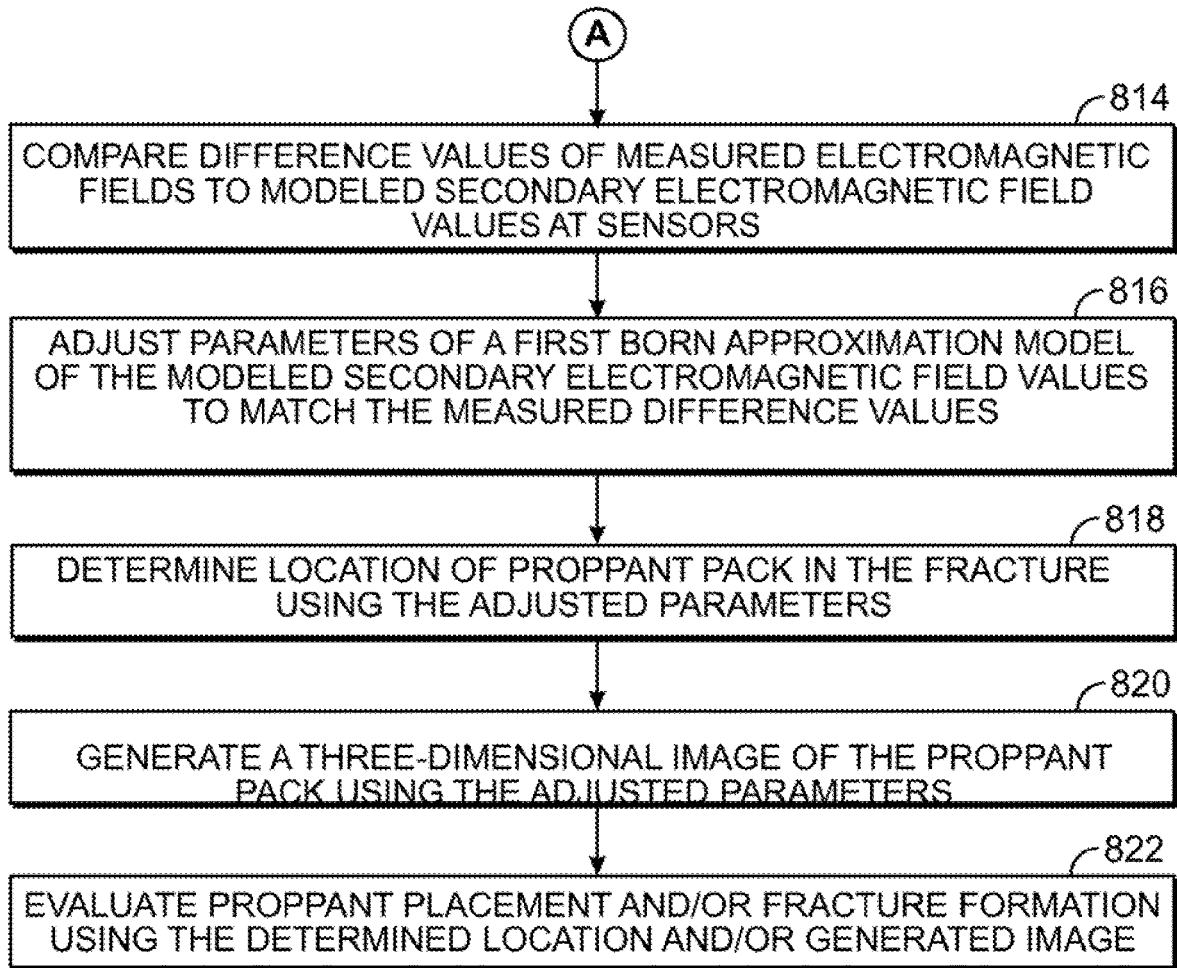 A
814
COMPARE DIFFERENCE VALUES OF MEASURED ELECTROMAGNETIC
FIELDS TO MODELED SECONDARY ELECTROMAGNETIC FIELD
VALUES AT SENSORS
816
ADJUST PARAMETERS OF A FIRST BORN APPROXIMATION MODEL
OF THE MODELED SECONDARY ELECTROMAGNETIC FIELD VALUES
TO MATCH THE MEASURED DIFFERENCE VALUES
818
DETERMINE LOCATION OF PROPPANT PACK IN THE FRACTURE
USING THE ADJUSTED PARAMETERS
820
GENERATE A THREE-DIMENSIONAL IMAGE OF THE PROPPANT
PACK USING THE ADJUSTED PARAMETERS
822
EVALUATE PROPPANT PLACEMENT AND/OR FRACTURE FORMATION
USING THE DETERMINED LOCATION AND/OR GENERATED IMAGE